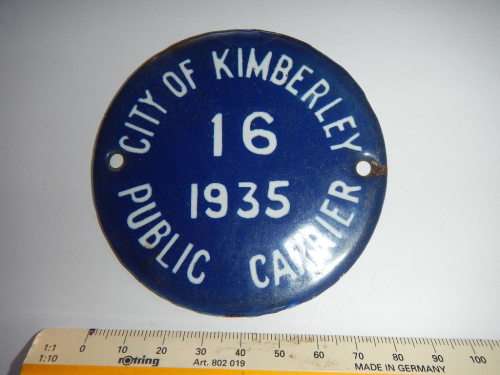 CITY OF KIMBERLEY
16
1935
PUBLIC CARRIER
1:1 0 10 20 30 40 50 60 70 80 90 100
1:10 rotring Art. 802 019 MADE IN GERMANY